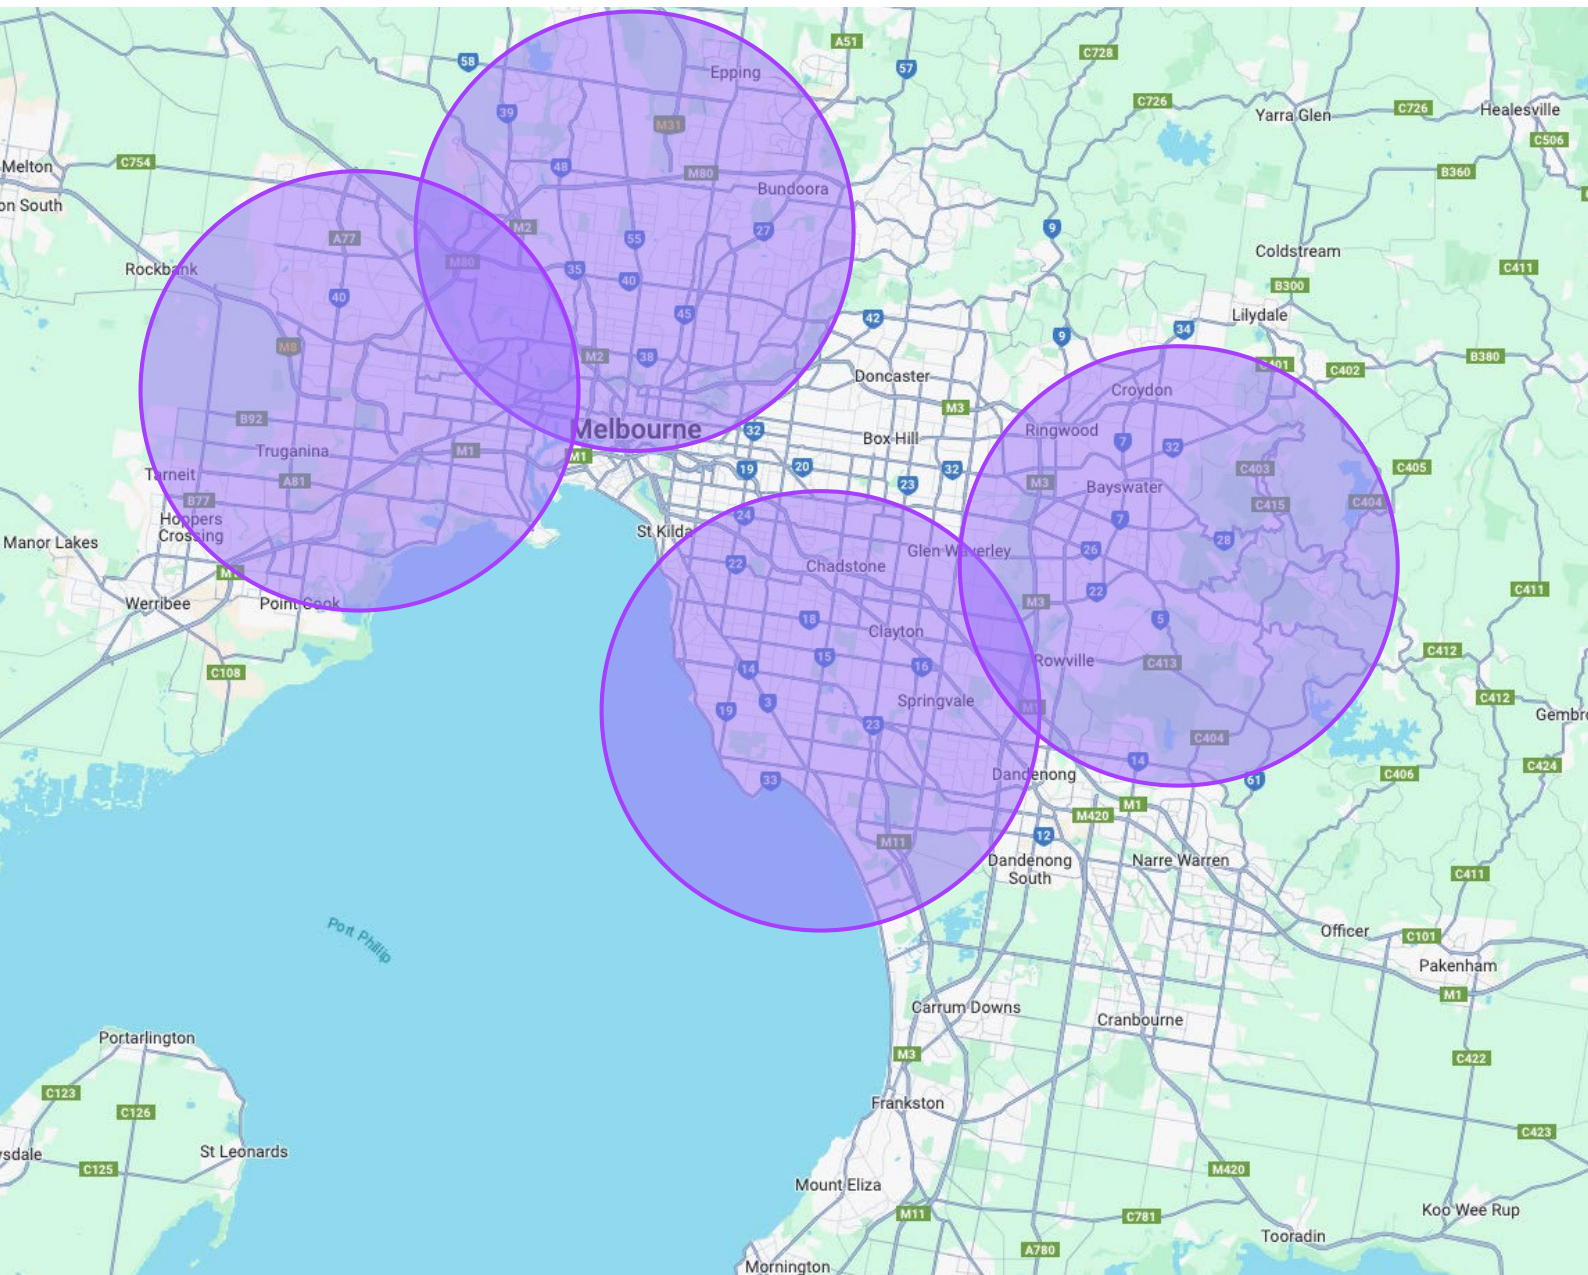 A51
C728
58
57
Epping
C726
C726
Healesville
39
Yarra Glen
M31
C506
C754
Melton
48
M80
B360
Bundoora
on South
M2
9
27
A77
55
Coldstream
M80
C411
Rockbank
35
40
B300
40
45
42
Lilydale
34
9
M8
M2
38
B380
C401
C402
Doncaster
Croydon
M3
B92
Melbourne
32
Box Hill
Ringwood
7
32
Truganina
M1
M1
19
20
32
C403
C405
Tarneit
A81
23
M3
Bayswater
B77
C415
C404
Hoppers
Crossing
24
7
St Kilda
Manor Lakes
Glen Waverley
26
28
22
Chadstone
M1
Werribee
Point Cook
M3
22
C411
18
Clayton
5
C412
15
16
Rowville
C413
C108
14
Springvale
C412
19
3
M1
Gembro
23
C404
14
C424
33
Dandenong
61
C406
M1
M420
12
M11
Dandenong
South
Narre Warren
C411
Port Phillip
Officer
C101
Pakenham
M1
Carrum Downs
Cranbourne
Portarlington
M3
C422
C123
Frankston
C126
C423
St Leonards
ysdale
C125
M420
Mount Eliza
M11
C781
Koo Wee Rup
Tooradin
A780
Mornington